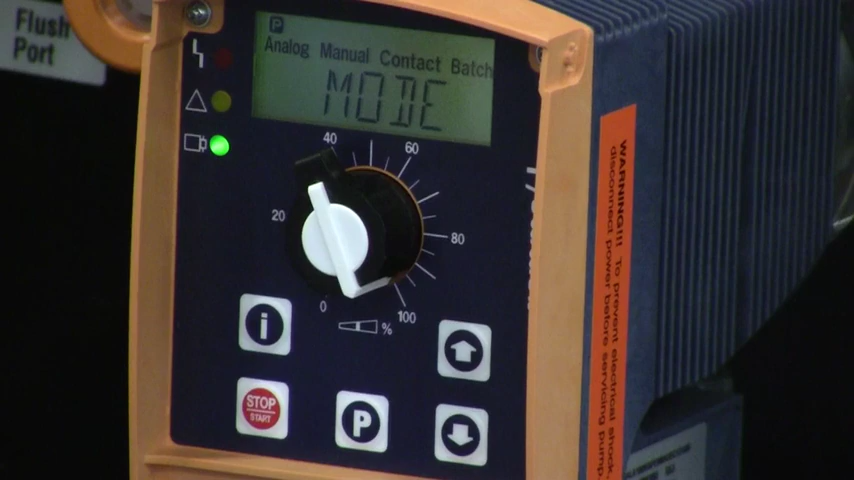 Flush
Port
P
Analog Manual Contact Batch
MODE
40
60
20
80
0
100
%
i
STOP
START
P
WARNING!!! To prevent electrical shock,
disconnect power before servicing pump.